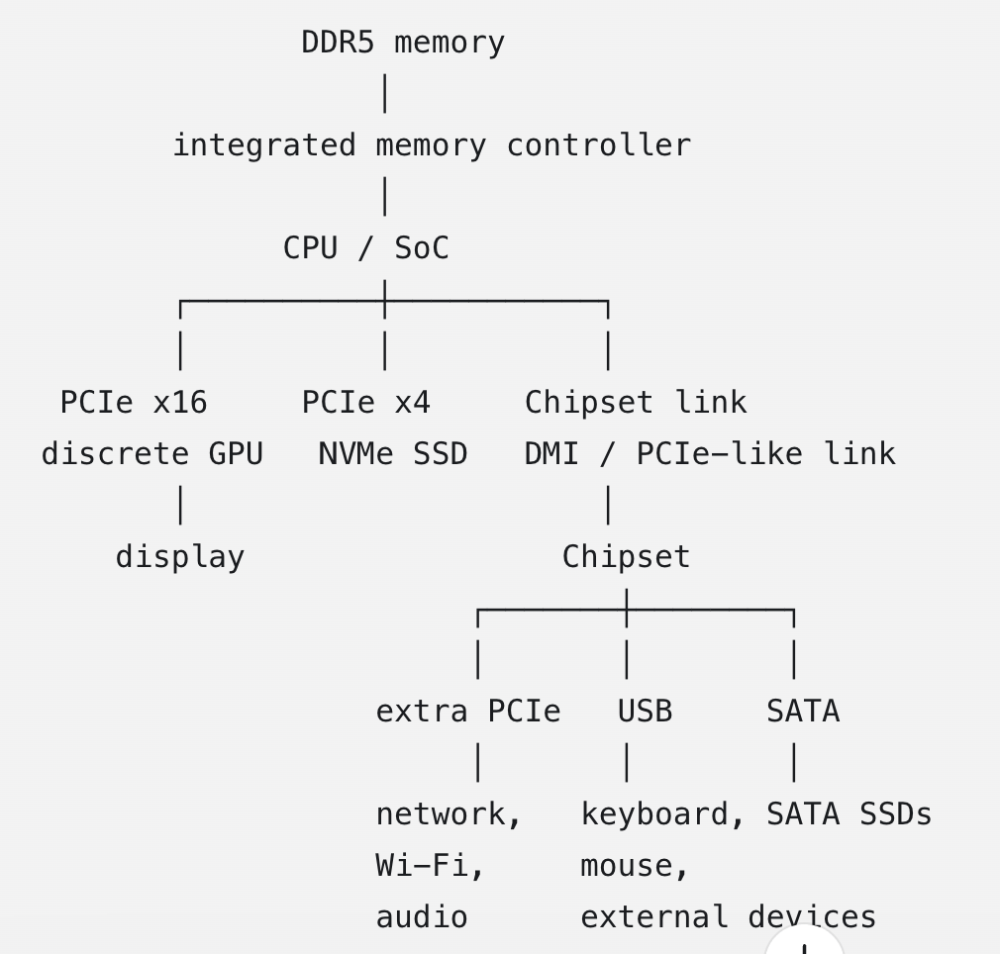 DDR5 memory
integrated memory controller
CPU / SoC
PCIe x16 PCIe x4 Chipset link
discrete GPU NVMe SSD DMI / PCIe-like link
display Chipset
extra PCIe USB SATA
network, keyboard, SATA SSDs
Wi-Fi, mouse,
audio external devices